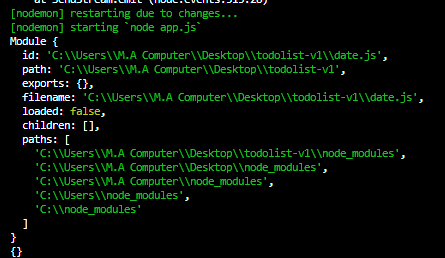 at SendStream.emit (node:events:513:28)
[nodemon] restarting due to changes...
[nodemon] starting `node app.js`
Module {
  id: 'C:\\Users\\M.A Computer\\Desktop\\todolist-v1\\date.js',
  path: 'C:\\Users\\M.A Computer\\Desktop\\todolist-v1',
  exports: {},
  filename: 'C:\\Users\\M.A Computer\\Desktop\\todolist-v1\\date.js',
  loaded: false,
  children: [],
  paths: [
    'C:\\Users\\M.A Computer\\Desktop\\todolist-v1\\node_modules',
    'C:\\Users\\M.A Computer\\Desktop\\node_modules',
    'C:\\Users\\M.A Computer\\node_modules',
    'C:\\Users\\node_modules',
    'C:\\node_modules'
  ]
}
{}